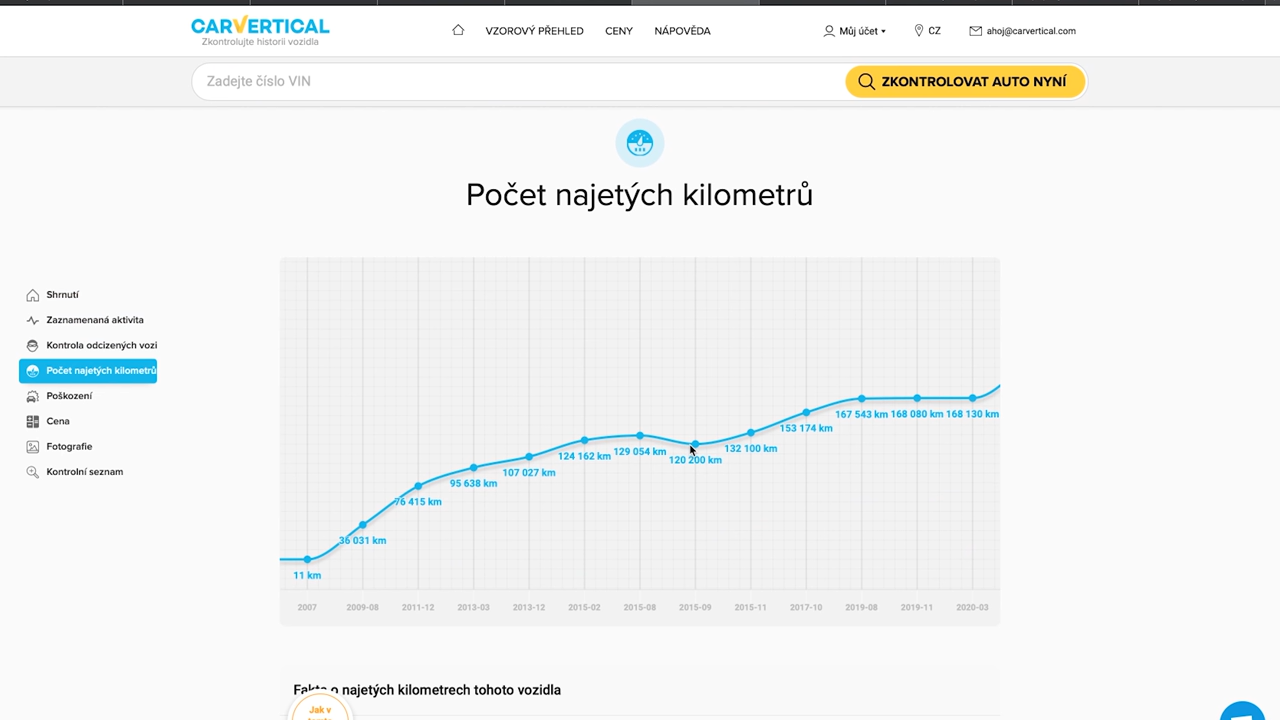 CARVERTICAL
Zkontrolujte historii vozidla
VZOROVÝ PŘEHLED
CENY
NÁPOVĚDA
Můj účet
CZ
ahoj@carvertical.com
Zadejte číslo VIN
ZKONTROLOVAT AUTO NYNÍ
Počet najetých kilometrů
Shrnutí
Zaznamenaná aktivita
Kontrola odcizených vozi
Počet najetých kilometrů
Poškození
Cena
Fotografie
Kontrolní seznam
11 km
36 031 km
76 415 km
95 638 km
107 027 km
124 162 km
129 054 km
120 200 km
132 100 km
153 174 km
167 543 km
168 080 km
168 130 km
2007
2009-08
2011-12
2013-03
2013-12
2015-02
2015-08
2015-09
2015-11
2017-10
2019-08
2019-11
2020-03
Fakta o najetých kilometrech tohoto vozidla
Jak v